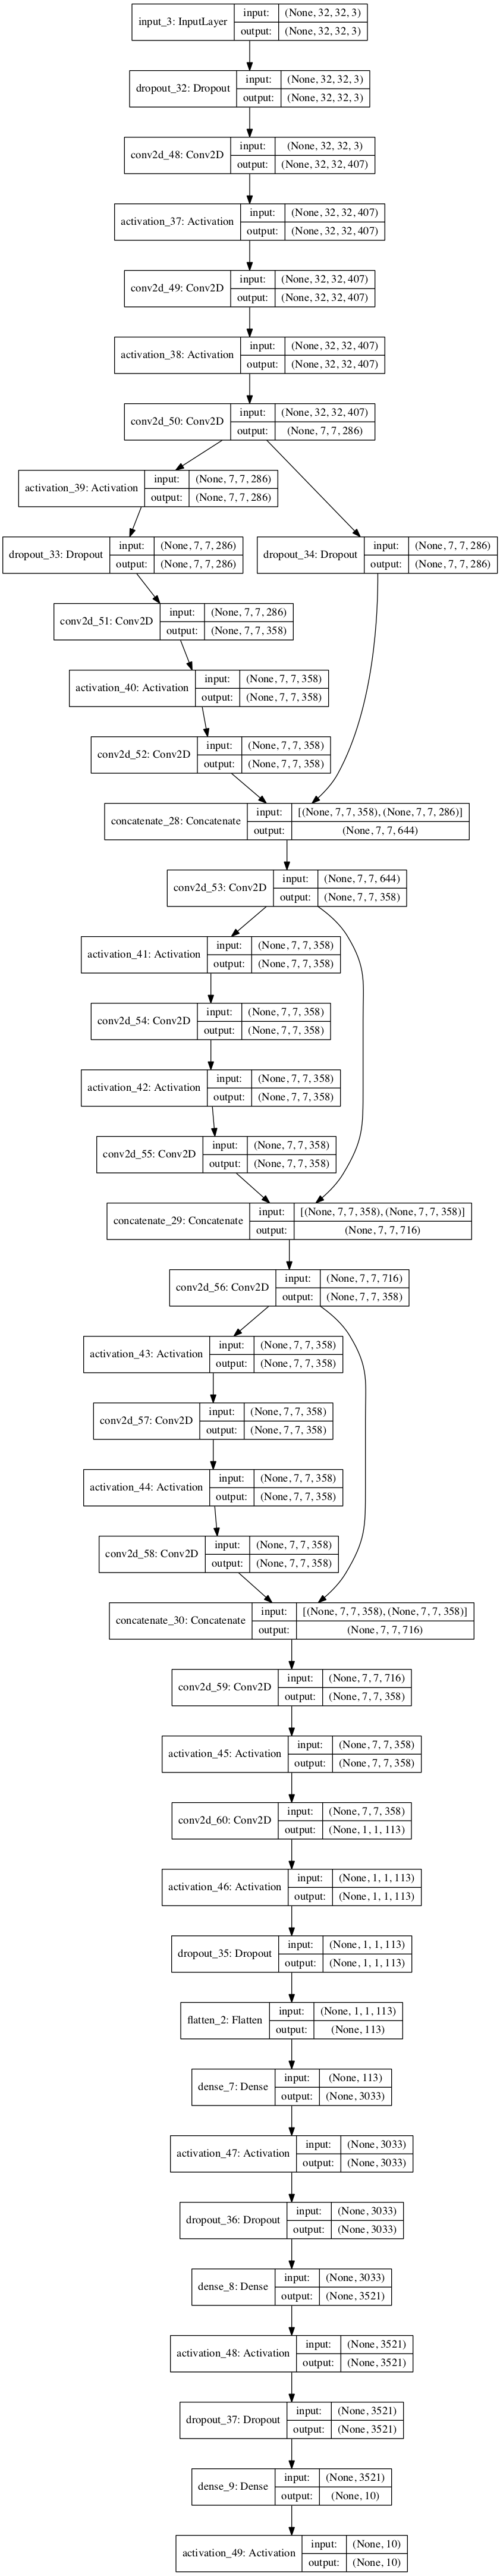 input_3: InputLayer input: (None, 32, 32, 3)
output: (None, 32, 32, 3)
dropout_32: Dropout input: (None, 32, 32, 3)
output: (None, 32, 32, 3)
conv2d_48: Conv2D input: (None, 32, 32, 3)
output: (None, 32, 32, 407)
activation_37: Activation input: (None, 32, 32, 407)
output: (None, 32, 32, 407)
conv2d_49: Conv2D input: (None, 32, 32, 407)
output: (None, 32, 32, 407)
activation_38: Activation input: (None, 32, 32, 407)
output: (None, 32, 32, 407)
conv2d_50: Conv2D input: (None, 32, 32, 407)
output: (None, 7, 7, 286)
activation_39: Activation input: (None, 7, 7, 286)
output: (None, 7, 7, 286)
dropout_33: Dropout input: (None, 7, 7, 286)
output: (None, 7, 7, 286)
dropout_34: Dropout input: (None, 7, 7, 286)
output: (None, 7, 7, 286)
conv2d_51: Conv2D input: (None, 7, 7, 286)
output: (None, 7, 7, 358)
activation_40: Activation input: (None, 7, 7, 358)
output: (None, 7, 7, 358)
conv2d_52: Conv2D input: (None, 7, 7, 358)
output: (None, 7, 7, 358)
concatenate_28: Concatenate input: [(None, 7, 7, 358), (None, 7, 7, 286)]
output: (None, 7, 7, 644)
conv2d_53: Conv2D input: (None, 7, 7, 644)
output: (None, 7, 7, 358)
activation_41: Activation input: (None, 7, 7, 358)
output: (None, 7, 7, 358)
conv2d_54: Conv2D input: (None, 7, 7, 358)
output: (None, 7, 7, 358)
activation_42: Activation input: (None, 7, 7, 358)
output: (None, 7, 7, 358)
conv2d_55: Conv2D input: (None, 7, 7, 358)
output: (None, 7, 7, 358)
concatenate_29: Concatenate input: [(None, 7, 7, 358), (None, 7, 7, 358)]
output: (None, 7, 7, 716)
conv2d_56: Conv2D input: (None, 7, 7, 716)
output: (None, 7, 7, 358)
activation_43: Activation input: (None, 7, 7, 358)
output: (None, 7, 7, 358)
conv2d_57: Conv2D input: (None, 7, 7, 358)
output: (None, 7, 7, 358)
activation_44: Activation input: (None, 7, 7, 358)
output: (None, 7, 7, 358)
conv2d_58: Conv2D input: (None, 7, 7, 358)
output: (None, 7, 7, 358)
concatenate_30: Concatenate input: [(None, 7, 7, 358), (None, 7, 7, 358)]
output: (None, 7, 7, 716)
conv2d_59: Conv2D input: (None, 7, 7, 716)
output: (None, 7, 7, 358)
activation_45: Activation input: (None, 7, 7, 358)
output: (None, 7, 7, 358)
conv2d_60: Conv2D input: (None, 7, 7, 358)
output: (None, 1, 1, 113)
activation_46: Activation input: (None, 1, 1, 113)
output: (None, 1, 1, 113)
dropout_35: Dropout input: (None, 1, 1, 113)
output: (None, 1, 1, 113)
flatten_2: Flatten input: (None, 1, 1, 113)
output: (None, 113)
dense_7: Dense input: (None, 113)
output: (None, 3033)
activation_47: Activation input: (None, 3033)
output: (None, 3033)
dropout_36: Dropout input: (None, 3033)
output: (None, 3033)
dense_8: Dense input: (None, 3033)
output: (None, 3521)
activation_48: Activation input: (None, 3521)
output: (None, 3521)
dropout_37: Dropout input: (None, 3521)
output: (None, 3521)
dense_9: Dense input: (None, 3521)
output: (None, 10)
activation_49: Activation input: (None, 10)
output: (None, 10)